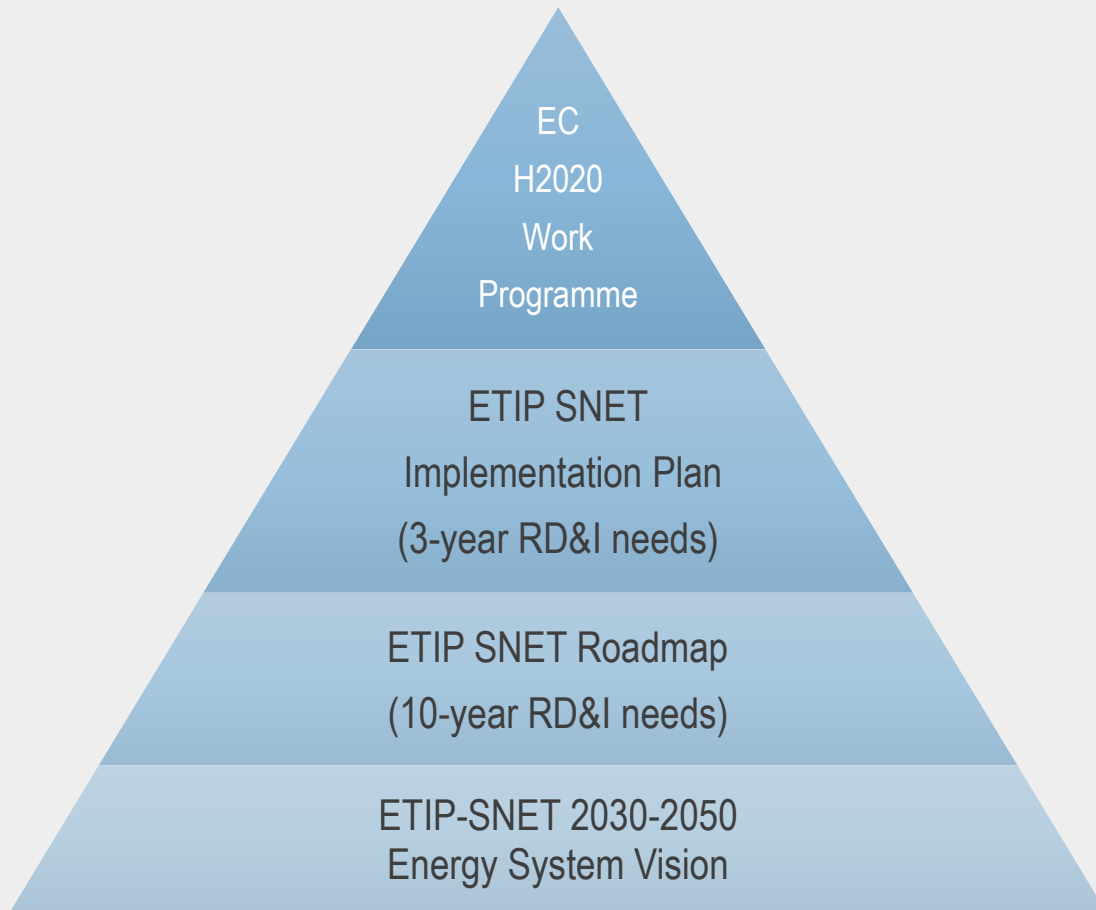 EC
H2020
Work
Programme
ETIP SNET
Implementation Plan
(3-year RD&I needs)
ETIP SNET Roadmap
(10-year RD&I needs)
ETIP-SNET 2030-2050
Energy System Vision